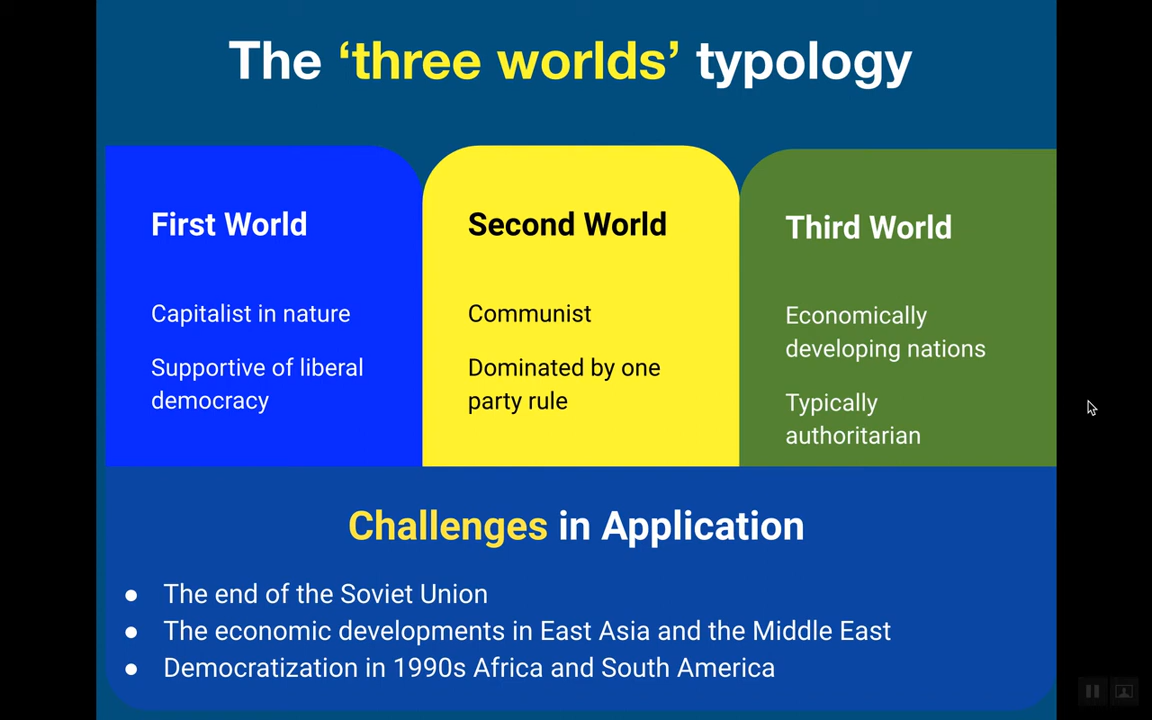 The ‘three worlds’ typology
First World
Capitalist in nature
Supportive of liberal
democracy
Second World
Communist
Dominated by one
party rule
Third World
Economically
developing nations
Typically
authoritarian
Challenges in Application
● The end of the Soviet Union
● The economic developments in East Asia and the Middle East
● Democratization in 1990s Africa and South America